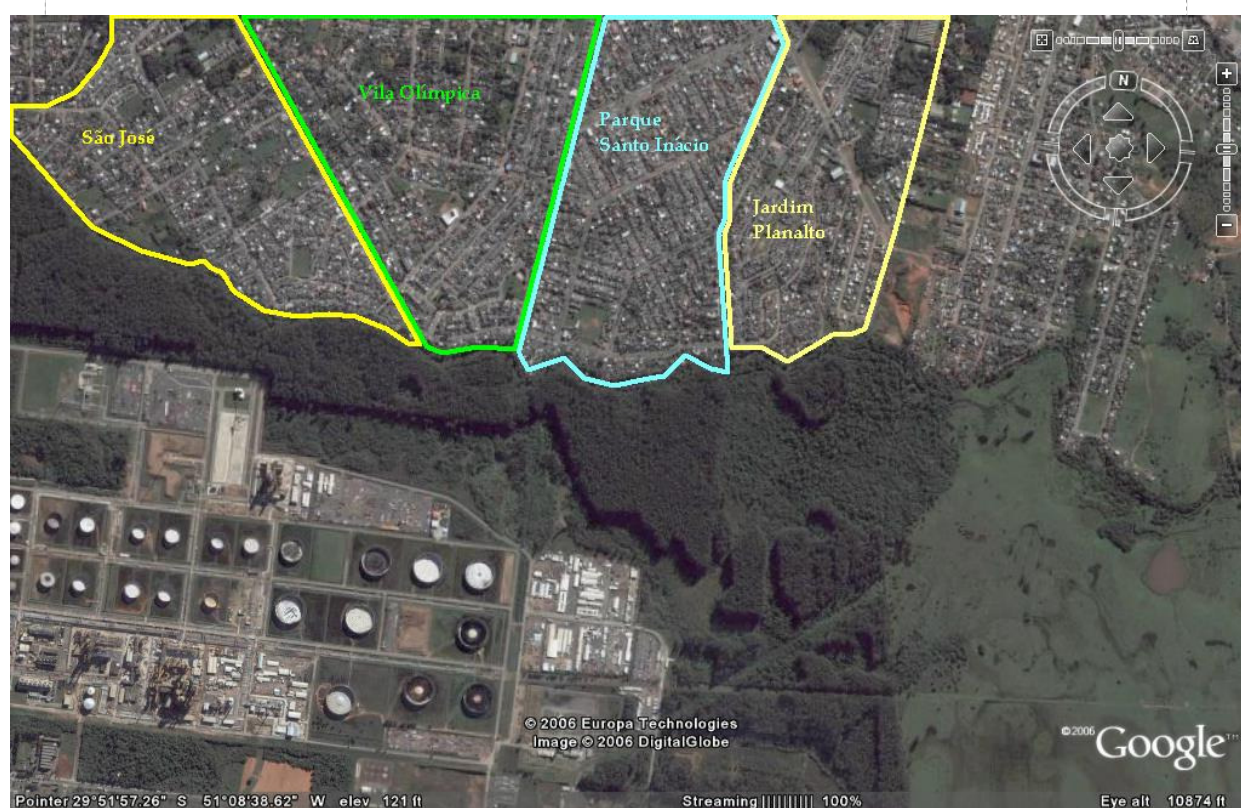 N
Vila Olímpica
São José
Parque
Santo Inácio
Jardim
Planalto
© 2006 Europa Technologies
Image © 2006 DigitalGlobe
©2006 Google™
Pointer 29°51'57.26" S 51°08'38.62" W elev 121 ft Streaming |||||||||| 100% Eye alt 10874 ft